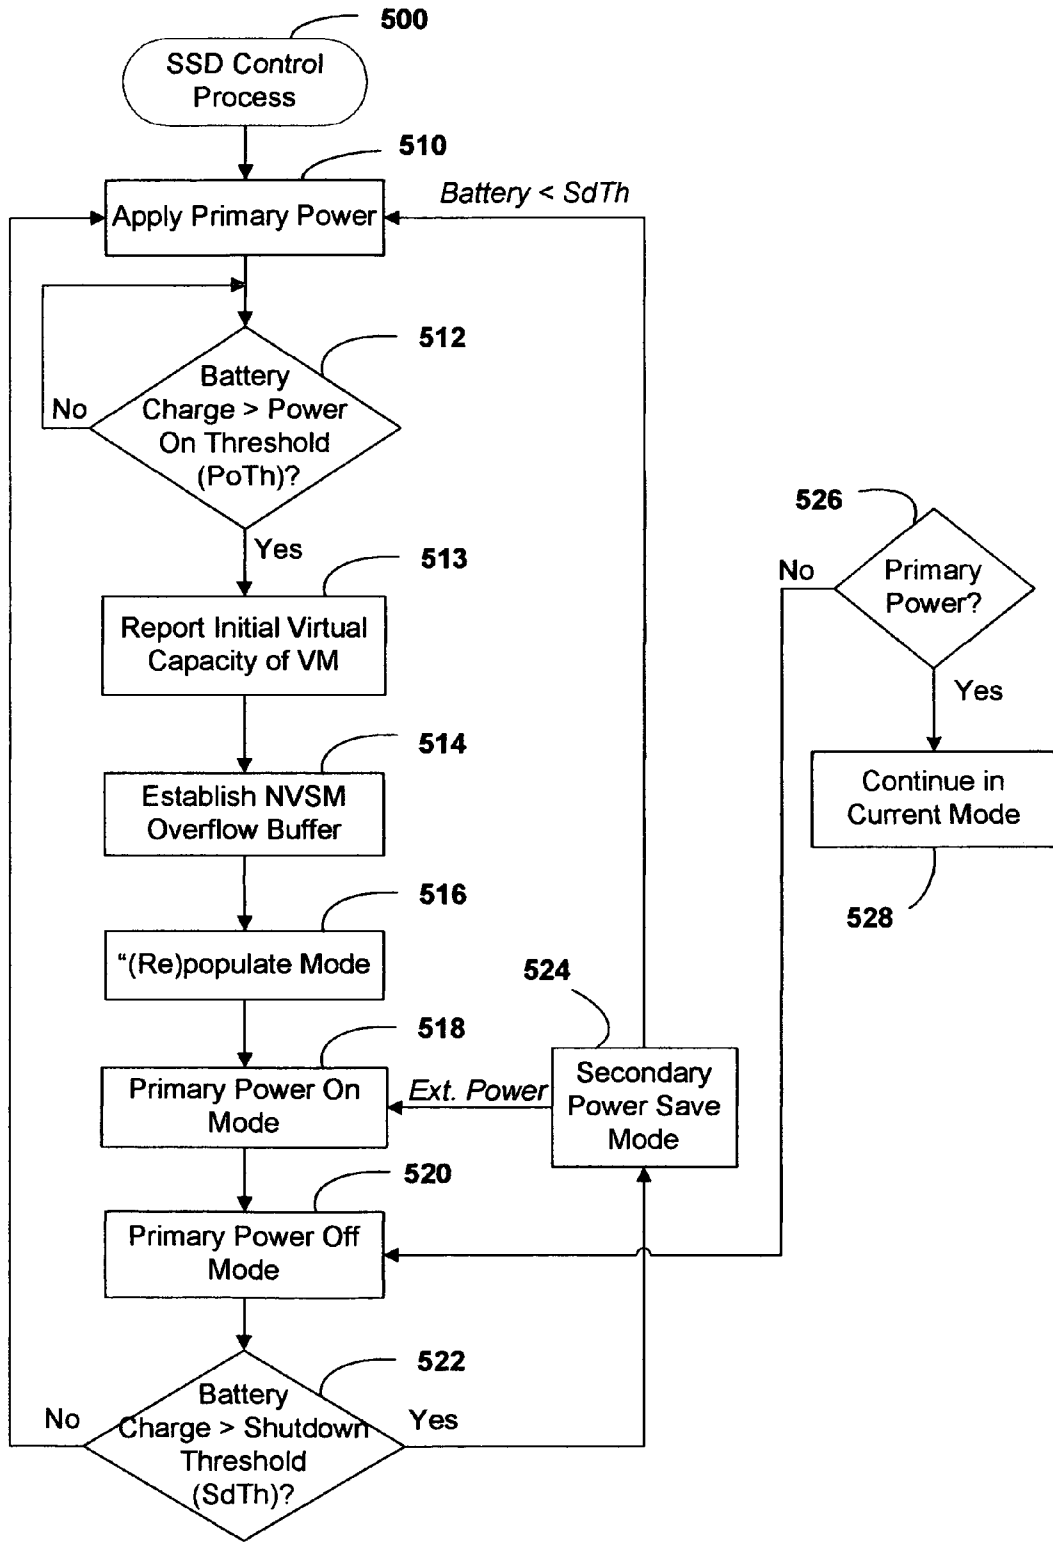 500
SSD Control
Process
510
Apply Primary Power
Battery < SdTh
512
Battery
Charge > Power
On Threshold
(PoTh)?
No
Yes
513
Report Initial Virtual
Capacity of VM
514
Establish NVSM
Overflow Buffer
516
“(Re)populate Mode
518
Primary Power On
Mode
Ext. Power
524
Secondary
Power Save
Mode
520
Primary Power Off
Mode
522
Battery
Charge > Shutdown
Threshold
(SdTh)?
No
Yes
526
Primary
Power?
No
Yes
Continue in
Current Mode
528